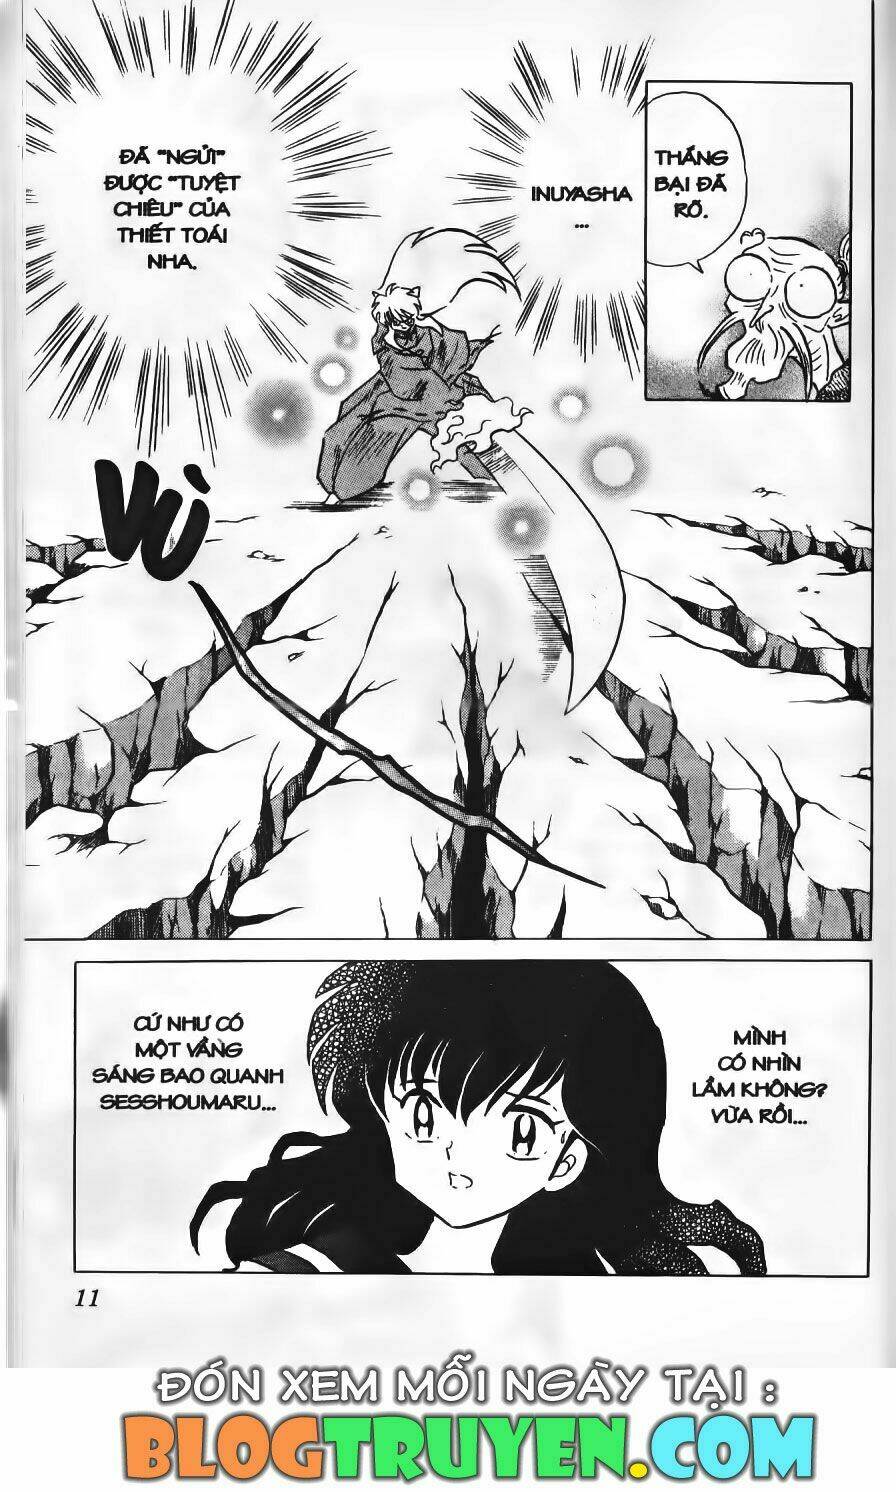 THẮNG
BẠI ĐÃ
RÕ.
INUYASHA
...
ĐÃ "NGỬI"
ĐƯỢC "TUYỆT
CHIÊU" CỦA
THIẾT TOÁI
NHA.
VÙ
MÌNH
CÓ NHÌN
LẦM KHÔNG?
VỪA RỒI...
CỨ NHƯ CÓ
MỘT VẦNG
SÁNG BAO QUANH
SESSHOUMARU...
11
ĐÓN XEM MỖI NGÀY TẠI :
BLOGTRUYEN.COM